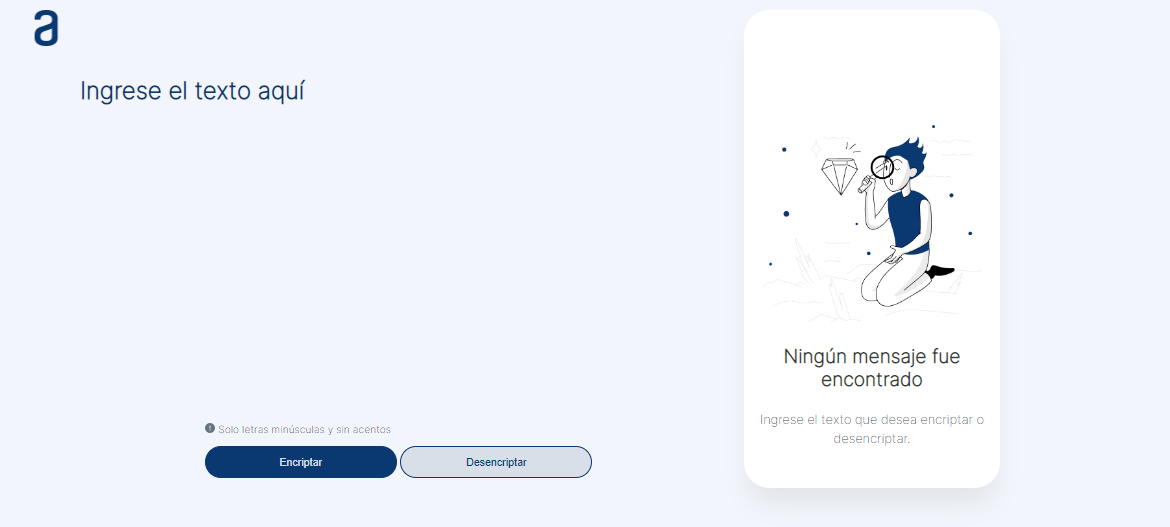 a
Ingrese el texto aquí
Solo letras minúsculas y sin acentos
Encriptar
Desencriptar
Ningún mensaje fue
encontrado
Ingrese el texto que desea encriptar o
desencriptar.